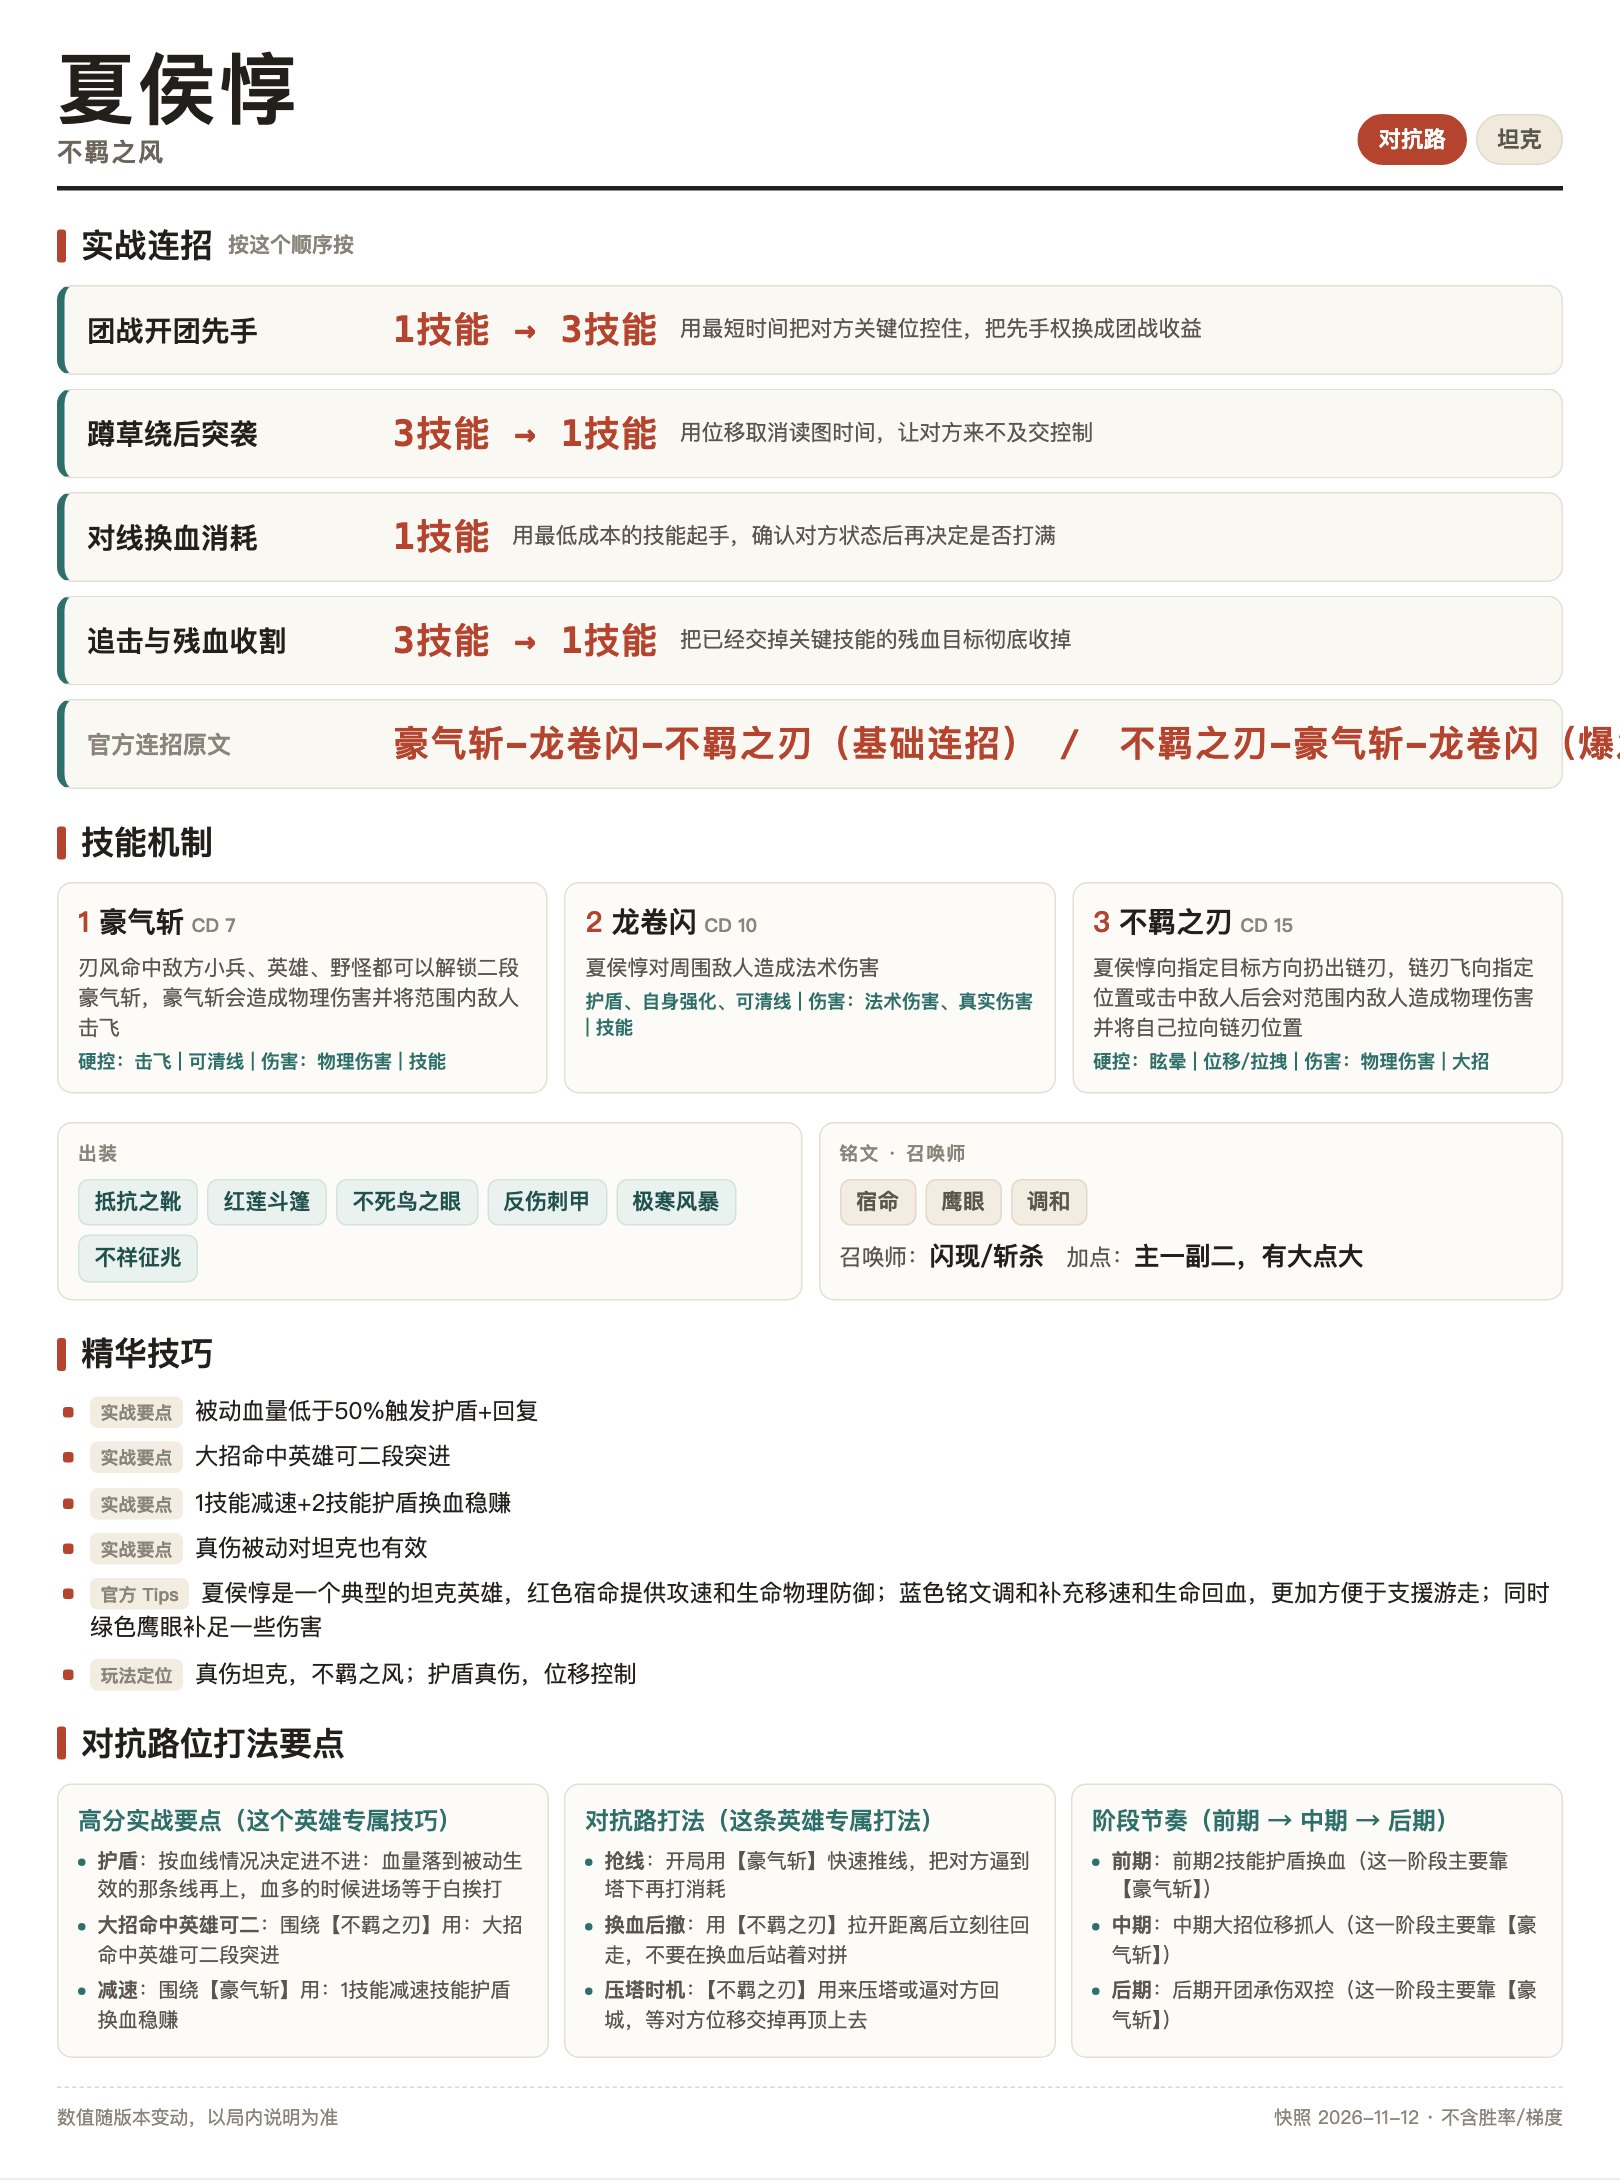 夏侯惇
不羁之风
对抗路 坦克
实战连招 按这个顺序按
团战开团先手 1技能 → 3技能 用最短时间把对方关键位控住，把先手权换成团战收益
蹲草绕后突袭 3技能 → 1技能 用位移取消读图时间，让对方来不及交控制
对线换血消耗 1技能 用最低成本的技能起手，确认对方状态后再决定是否打满
追击与残血收割 3技能 → 1技能 把已经交掉关键技能的残血目标彻底收掉
官方连招原文 豪气斩–龙卷闪–不羁之刃（基础连招） / 不羁之刃–豪气斩–龙卷闪（爆
技能机制
1 豪气斩 CD 7
刃风命中敌方小兵、英雄、野怪都可以解锁二段
豪气斩，豪气斩会造成物理伤害并将范围内敌人
击飞
硬控：击飞 | 可清线 | 伤害：物理伤害 | 技能
2 龙卷闪 CD 10
夏侯惇对周围敌人造成法术伤害
护盾、自身强化、可清线 | 伤害：法术伤害、真实伤害
| 技能
3 不羁之刃 CD 15
夏侯惇向指定目标方向扔出链刃，链刃飞向指定
位置或击中敌人后会对范围内敌人造成物理伤害
并将自己拉向链刃位置
硬控：眩晕 | 位移/拉拽 | 伤害：物理伤害 | 大招
出装
抵抗之靴 红莲斗篷 不死鸟之眼 反伤刺甲 极寒风暴
不祥征兆
铭文 · 召唤师
宿命 鹰眼 调和
召唤师：闪现/斩杀 加点：主一副二，有大点大
精华技巧
实战要点 被动血量低于50%触发护盾+回复
实战要点 大招命中英雄可二段突进
实战要点 1技能减速+2技能护盾换血稳赚
实战要点 真伤被动对坦克也有效
官方 Tips 夏侯惇是一个典型的坦克英雄，红色宿命提供攻速和生命物理防御；蓝色铭文调和补充移速和生命回血，更加方便于支援游走；同时
绿色鹰眼补足一些伤害
玩法定位 真伤坦克，不羁之风；护盾真伤，位移控制
对抗路位打法要点
高分实战要点（这个英雄专属技巧）
护盾：按血线情况决定进不进：血量落到被动生
效的那条线再上，血多的时候进场等于白挨打
大招命中英雄可二：围绕【不羁之刃】用：大招
命中英雄可二段突进
减速：围绕【豪气斩】用：1技能减速技能护盾
换血稳赚
对抗路打法（这条英雄专属打法）
抢线：开局用【豪气斩】快速推线，把对方逼到
塔下再打消耗
换血后撤：用【不羁之刃】拉开距离后立刻往回
走，不要在换血后站着对拼
压塔时机：【不羁之刃】用来压塔或逼对方回
城，等对方位移交掉再顶上去
阶段节奏（前期 → 中期 → 后期）
前期：前期2技能护盾换血（这一阶段主要靠
【豪气斩】）
中期：中期大招位移抓人（这一阶段主要靠【豪
气斩】）
后期：后期开团承伤双控（这一阶段主要靠【豪
气斩】）
数值随版本变动，以局内说明为准
快照 2026–11–12 · 不含胜率/梯度